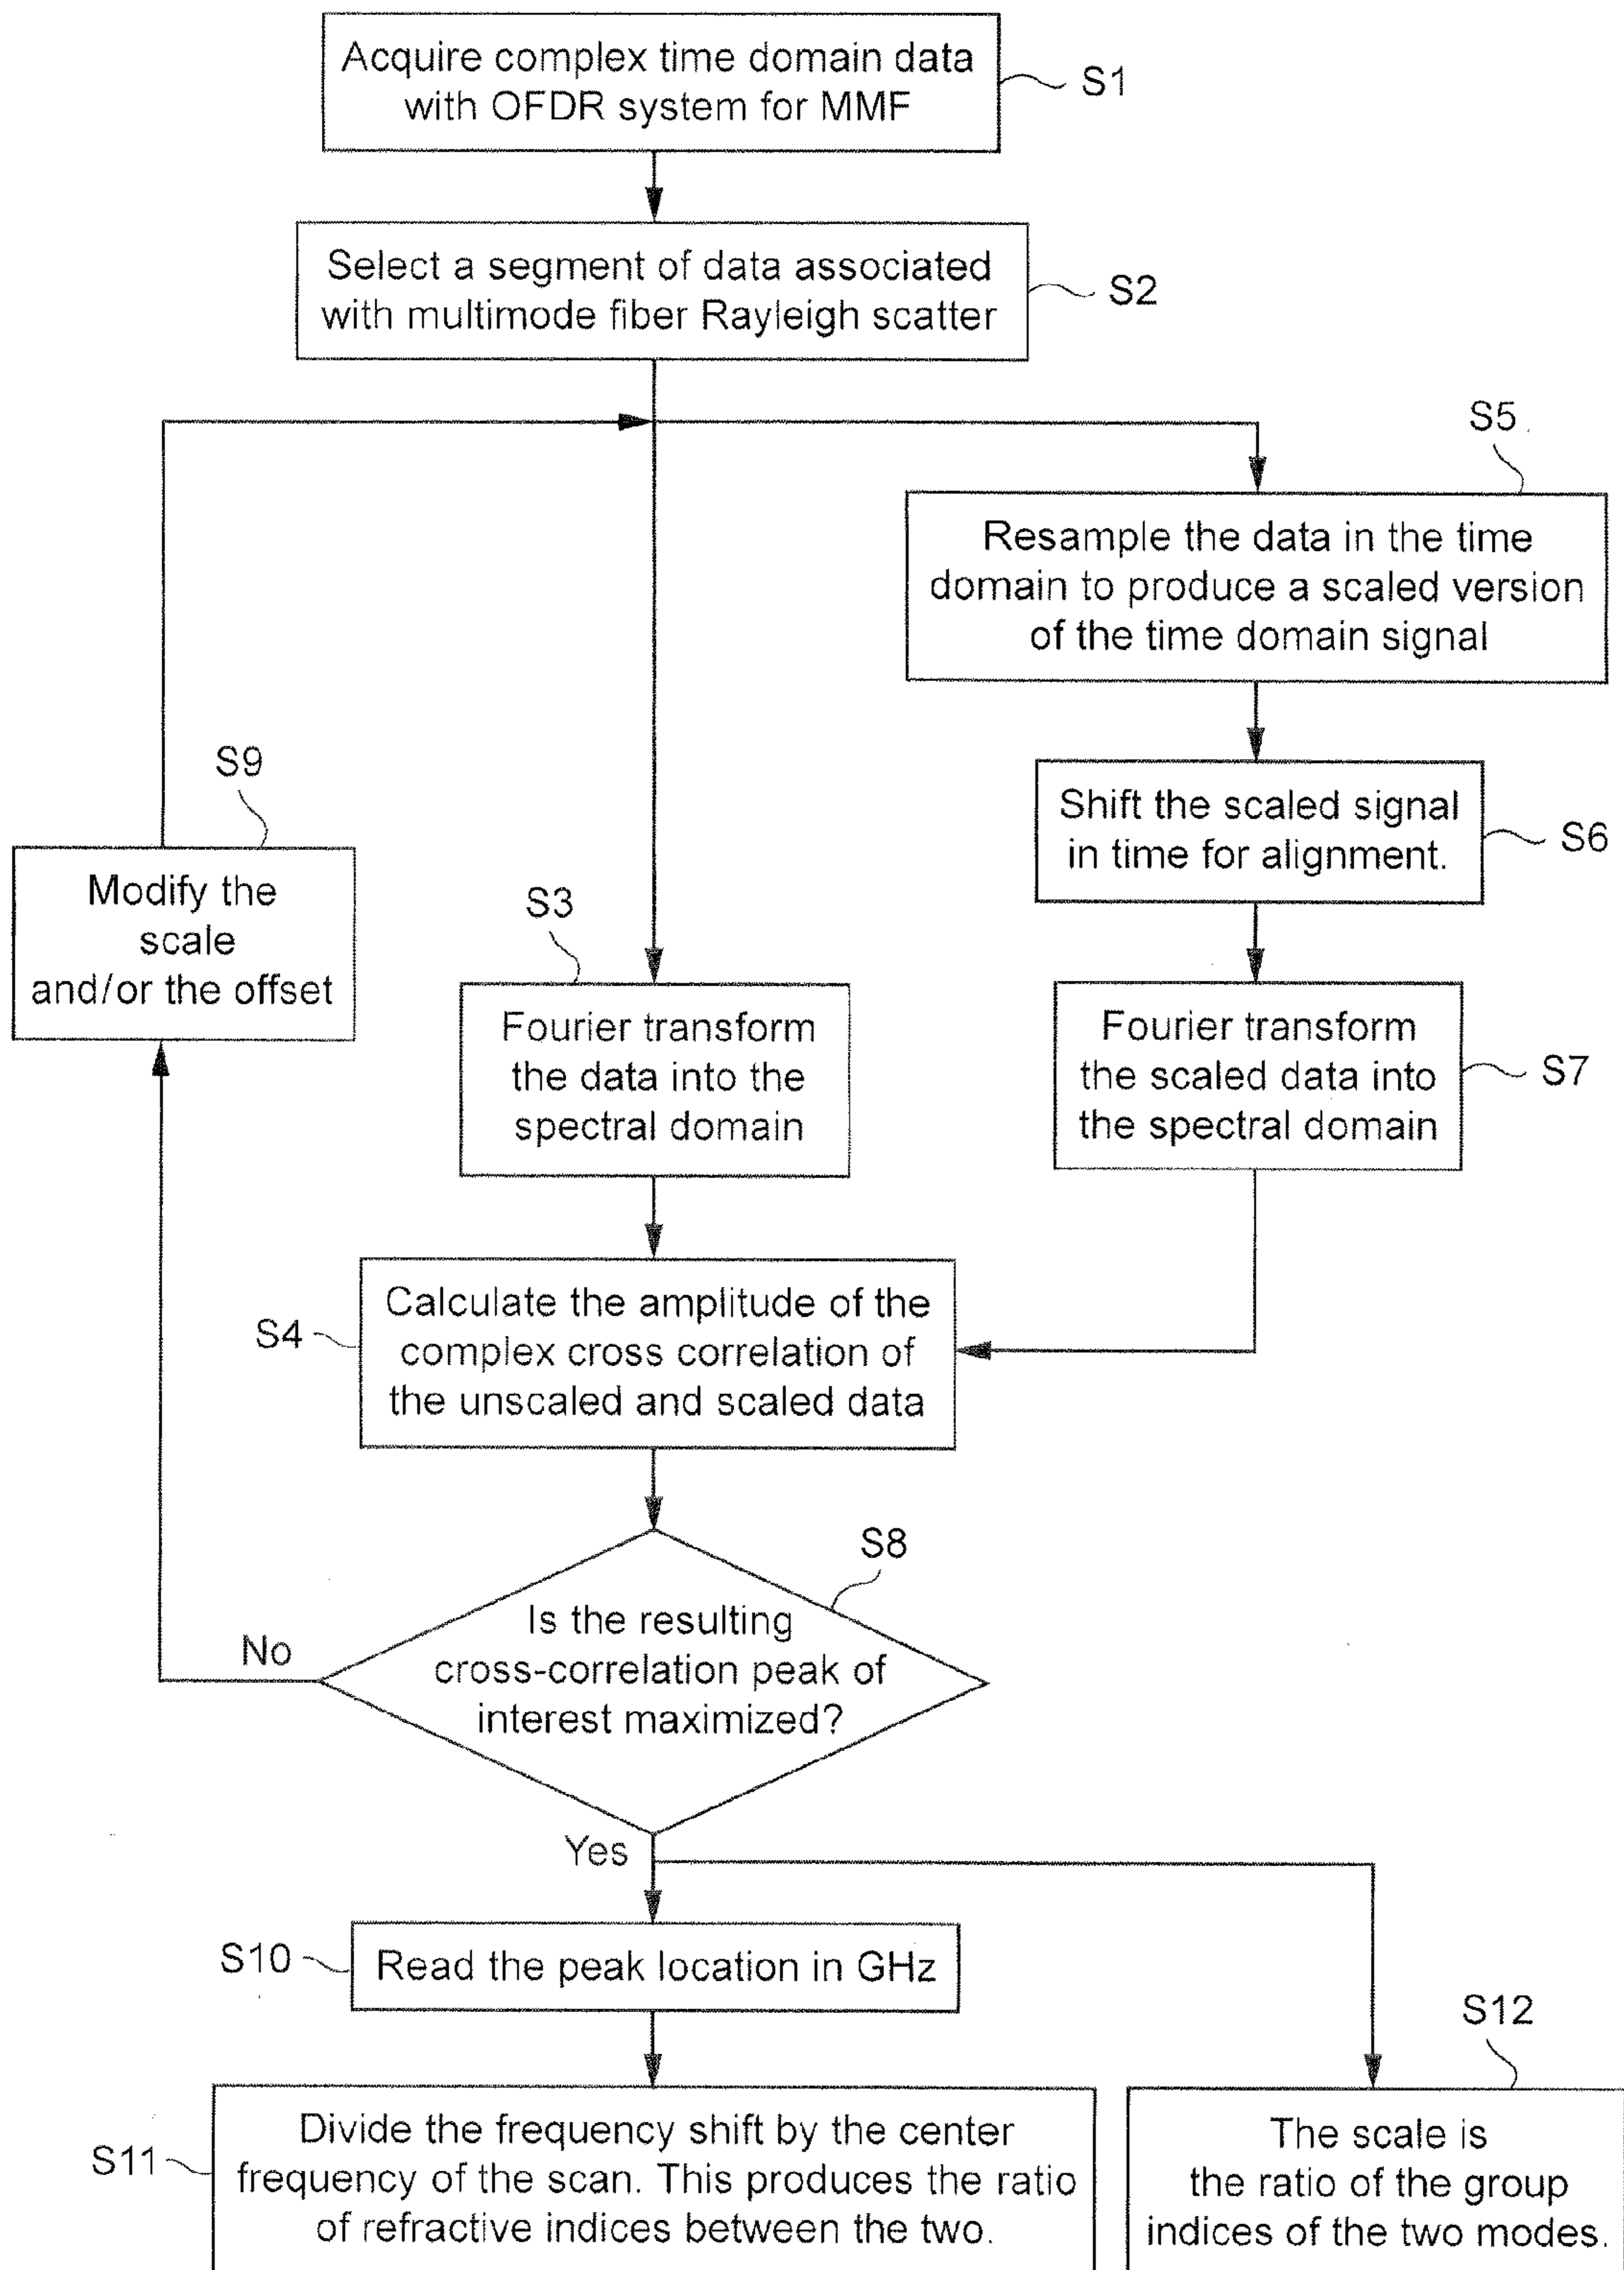 Acquire complex time domain data
with OFDR system for MMF
S1
Select a segment of data associated
with multimode fiber Rayleigh scatter
S2
S5
Resample the data in the time
domain to produce a scaled version
of the time domain signal
S9
Shift the scaled signal
in time for alignment.
S6
Modify the
scale
and/or the offset
S3
Fourier transform
the data into the
spectral domain
Fourier transform
the scaled data into
the spectral domain
S7
S4
Calculate the amplitude of the
complex cross correlation of
the unscaled and scaled data
S8
Is the resulting
cross-correlation peak of
interest maximized?
No
Yes
S10
Read the peak location in GHz
S12
S11
Divide the frequency shift by the center
frequency of the scan. This produces the ratio
of refractive indices between the two.
The scale is
the ratio of the group
indices of the two modes.